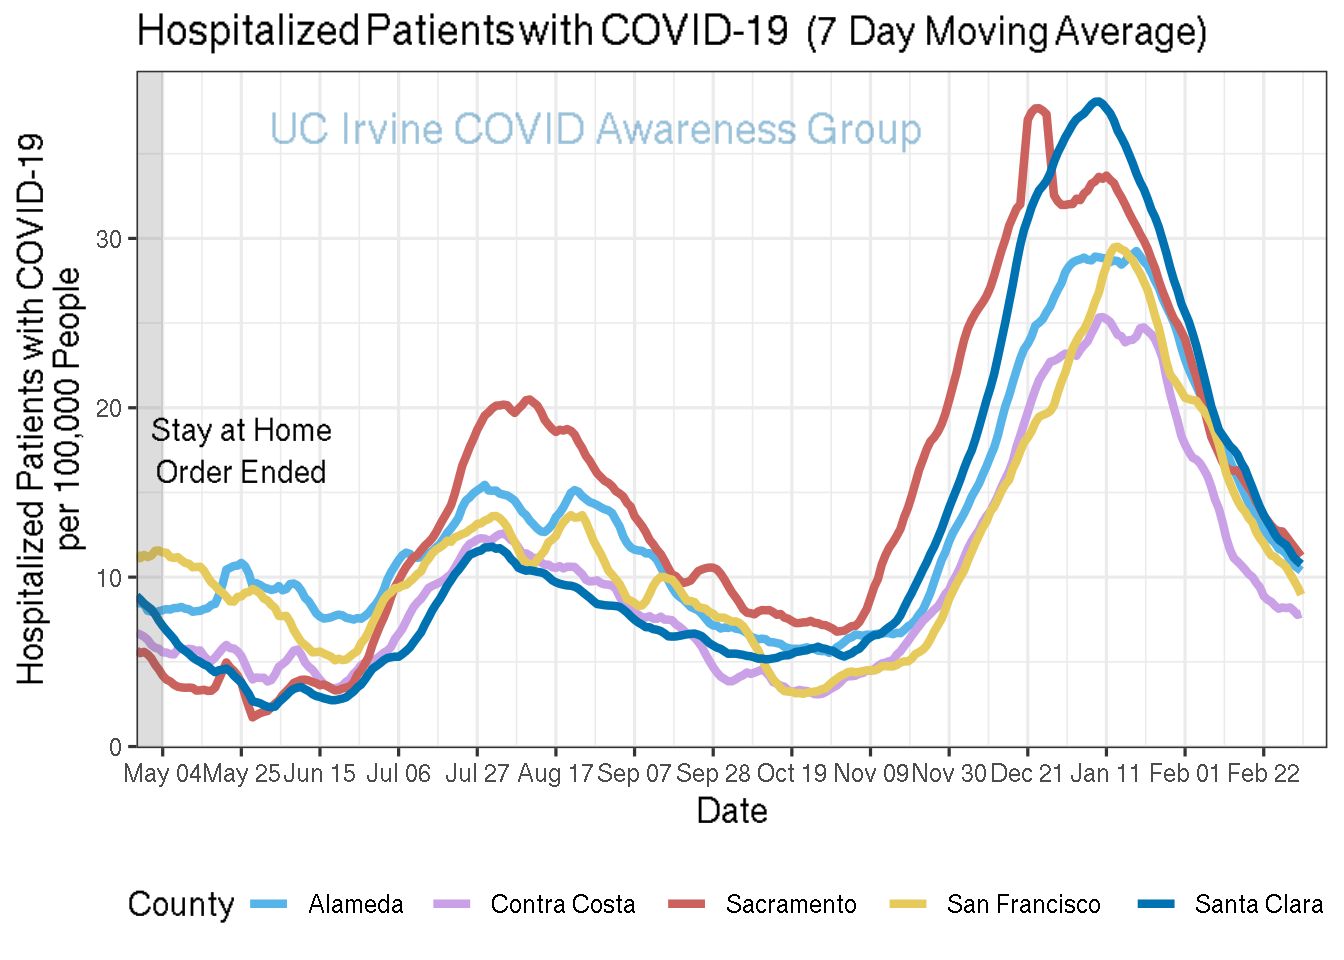 Hospitalized Patients with COVID-19 (7 Day Moving Average)
UC Irvine COVID Awareness Group
Hospitalized Patients with COVID-19
per 100,000 People
30
20
10
0
Stay at Home
Order Ended
May 04 May 25 Jun 15 Jul 06 Jul 27 Aug 17 Sep 07 Sep 28 Oct 19 Nov 09 Nov 30 Dec 21 Jan 11 Feb 01 Feb 22
Date
County Alameda Contra Costa Sacramento San Francisco Santa Clara